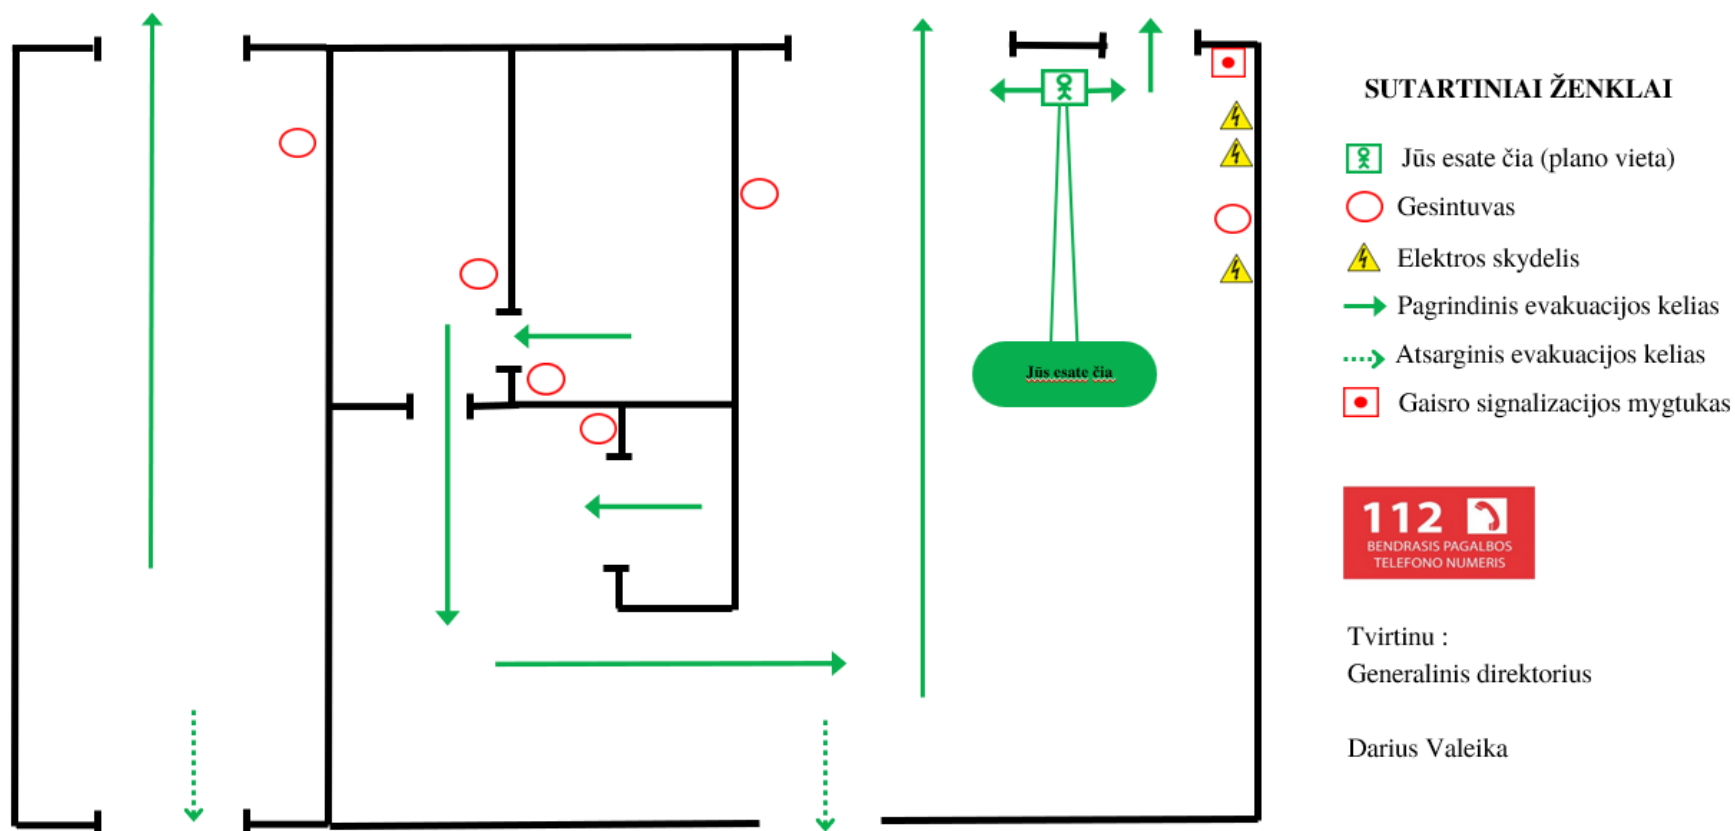 SUTARTINIAI ŽENKLAI
Jūs esate čia (plano vieta)
Gesintuvas
Elektros skydelis
Pagrindinis evakuacijos kelias
Atsarginis evakuacijos kelias
Gaisro signalizacijos mygtukas
Jūs esate čia
112
BENDRASIS PAGALBOS
TELEFONO NUMERIS
Tvirtinu :
Generalinis direktorius
Darius Valeika